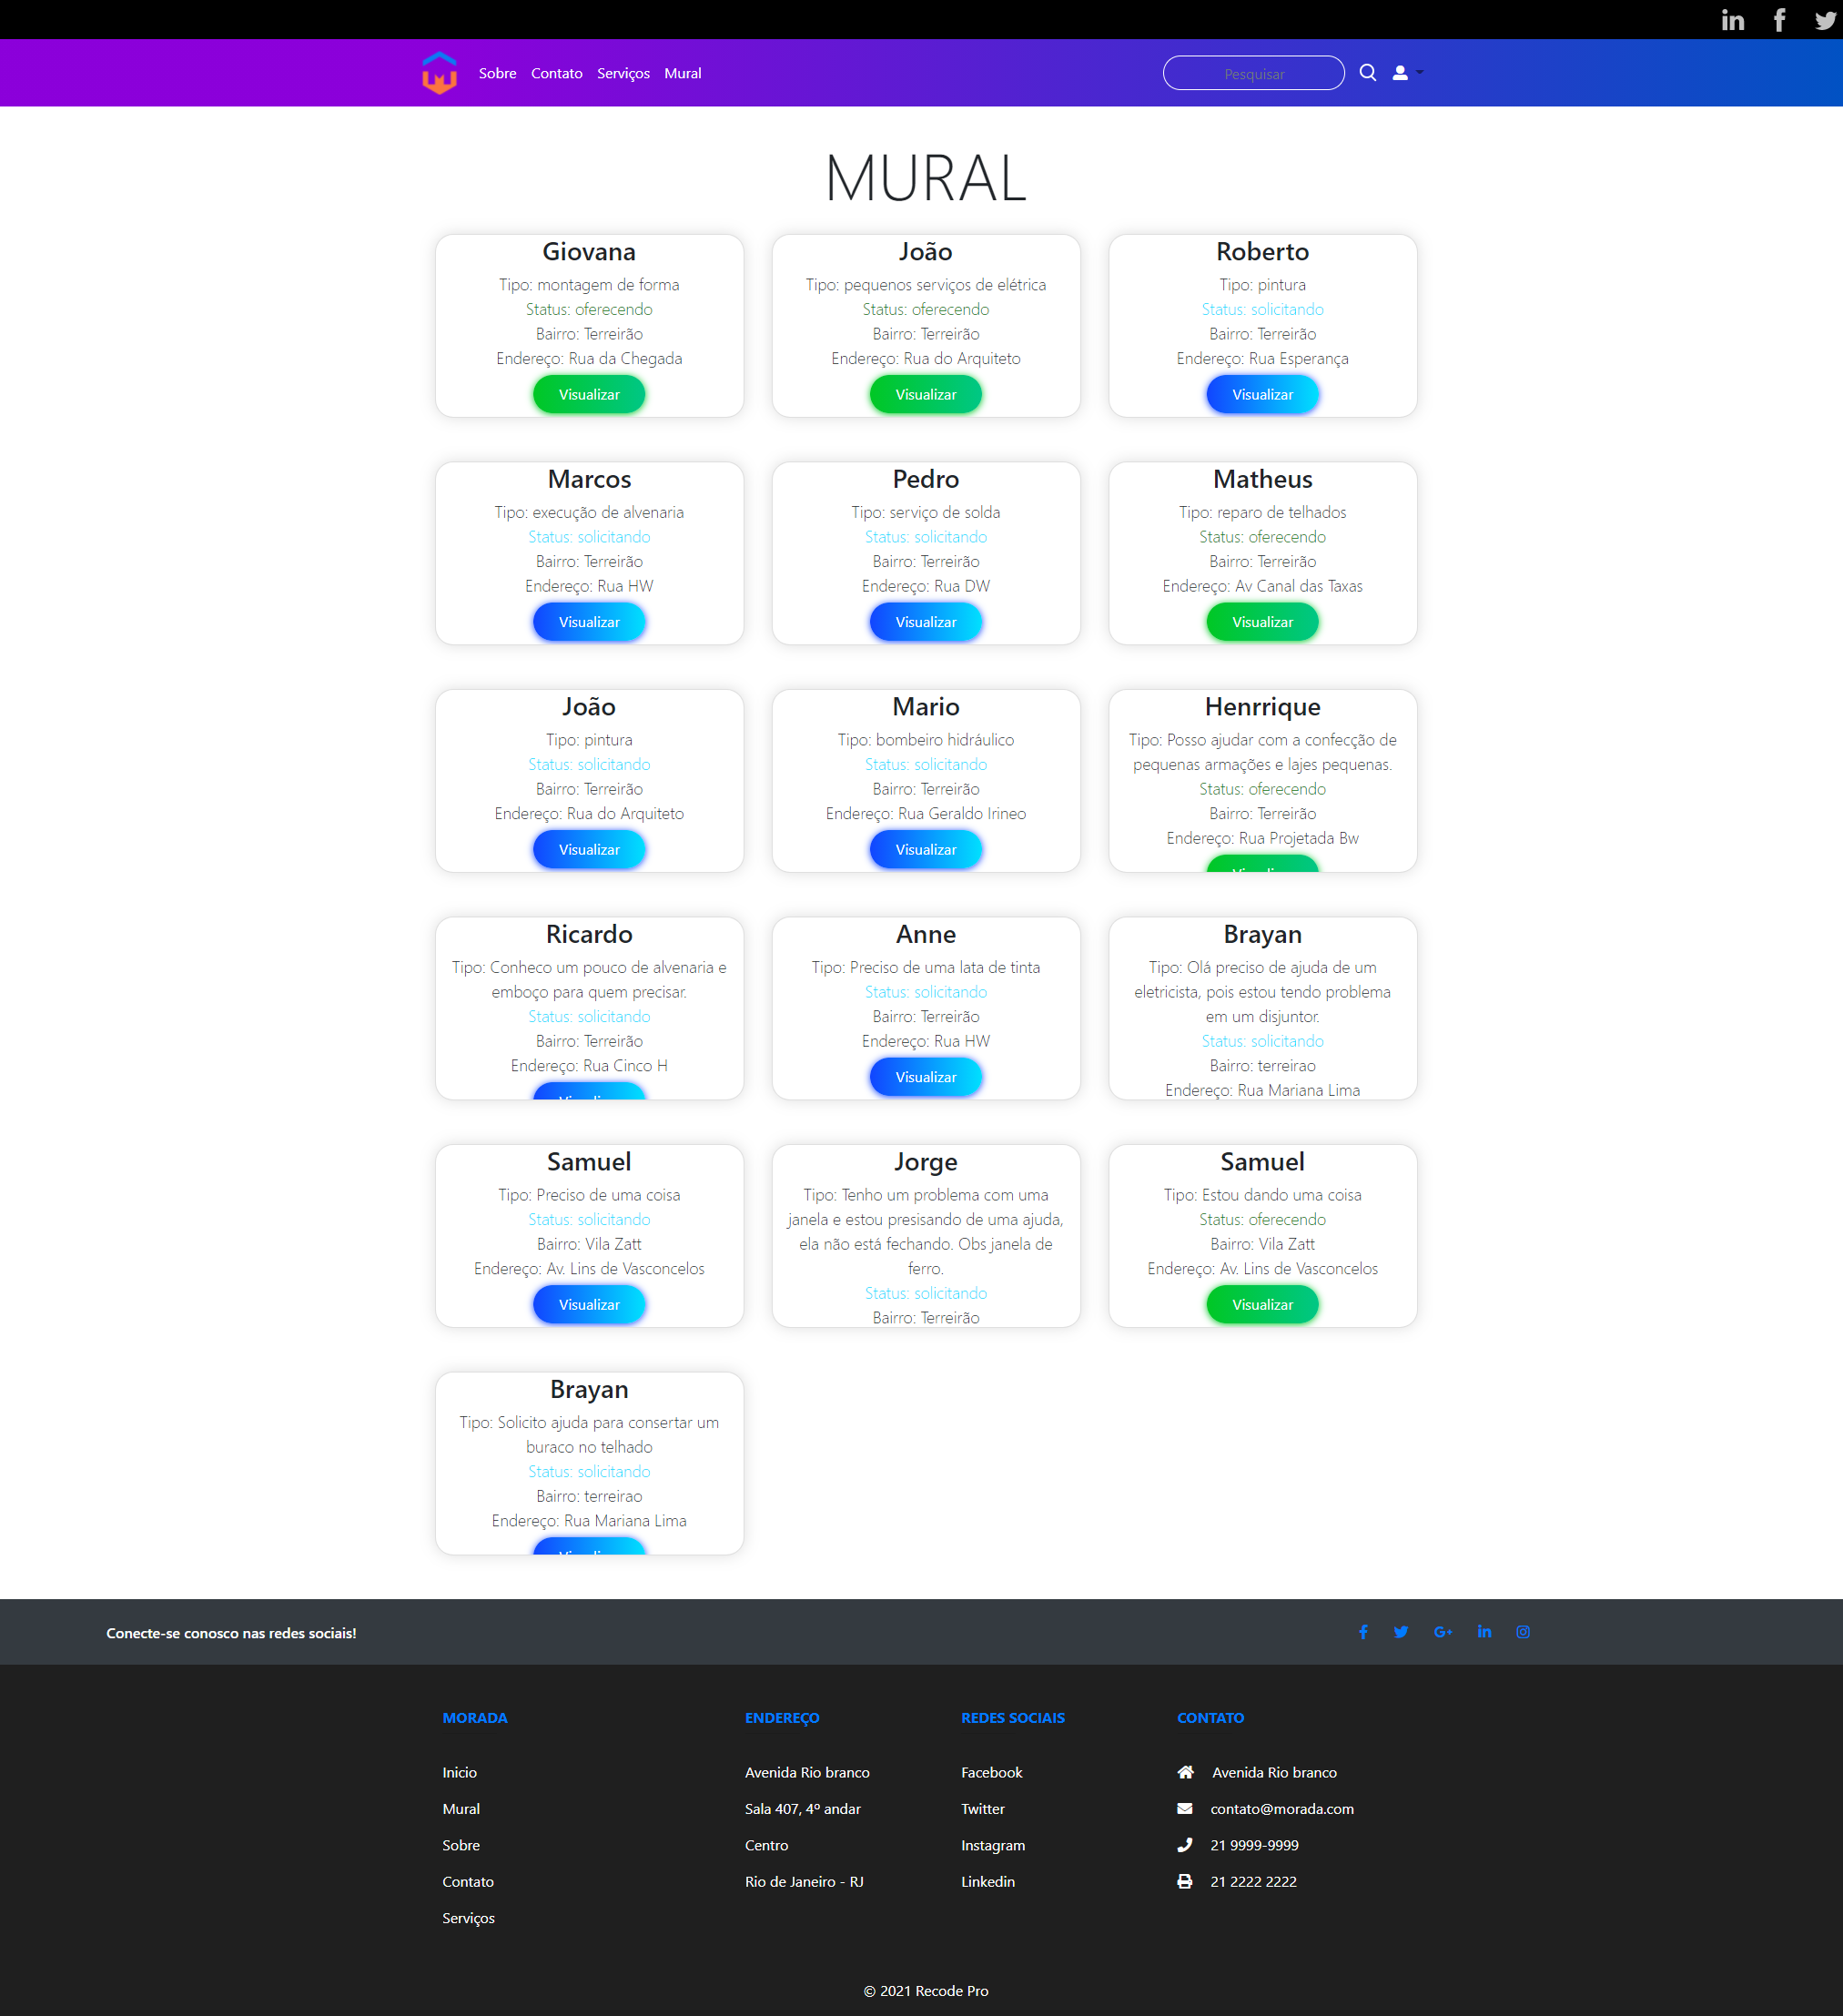 Sobre Contato Serviços Mural Pesquisar
MURAL
Giovana
Tipo: montagem de forma
Status: oferecendo
Bairro: Terreirão
Endereço: Rua da Chegada
Visualizar
João
Tipo: pequenos serviços de elétrica
Status: oferecendo
Bairro: Terreirão
Endereço: Rua do Arquiteto
Visualizar
Roberto
Tipo: pintura
Status: solicitando
Bairro: Terreirão
Endereço: Rua Esperança
Visualizar
Marcos
Tipo: execução de alvenaria
Status: solicitando
Bairro: Terreirão
Endereço: Rua HW
Visualizar
Pedro
Tipo: serviço de solda
Status: solicitando
Bairro: Terreirão
Endereço: Rua DW
Visualizar
Matheus
Tipo: reparo de telhados
Status: oferecendo
Bairro: Terreirão
Endereço: Av Canal das Taxas
Visualizar
João
Tipo: pintura
Status: solicitando
Bairro: Terreirão
Endereço: Rua do Arquiteto
Visualizar
Mario
Tipo: bombeiro hidráulico
Status: solicitando
Bairro: Terreirão
Endereço: Rua Geraldo Irineo
Visualizar
Henrrique
Tipo: Posso ajudar com a confecção de
pequenas armações e lajes pequenas.
Status: oferecendo
Bairro: Terreirão
Endereço: Rua Projetada Bw
Ricardo
Tipo: Conheco um pouco de alvenaria e
emboço para quem precisar.
Status: solicitando
Bairro: Terreirão
Endereço: Rua Cinco H
Anne
Tipo: Preciso de uma lata de tinta
Status: solicitando
Bairro: Terreirão
Endereço: Rua HW
Visualizar
Brayan
Tipo: Olá preciso de ajuda de um
eletricista, pois estou tendo problema
em um disjuntor.
Status: solicitando
Bairro: terreirao
Endereço: Rua Mariana Lima
Samuel
Tipo: Preciso de uma coisa
Status: solicitando
Bairro: Vila Zatt
Endereço: Av. Lins de Vasconcelos
Visualizar
Jorge
Tipo: Tenho um problema com uma
janela e estou presisando de uma ajuda,
ela não está fechando. Obs janela de
ferro.
Status: solicitando
Bairro: Terreirão
Samuel
Tipo: Estou dando uma coisa
Status: oferecendo
Bairro: Vila Zatt
Endereço: Av. Lins de Vasconcelos
Visualizar
Brayan
Tipo: Solicito ajuda para consertar um
buraco no telhado
Status: solicitando
Bairro: terreirao
Endereço: Rua Mariana Lima
Conecte-se conosco nas redes sociais!
MORADA
Inicio
Mural
Sobre
Contato
Serviços
ENDEREÇO
Avenida Rio branco
Sala 407, 4º andar
Centro
Rio de Janeiro - RJ
REDES SOCIAIS
Facebook
Twitter
Instagram
Linkedin
CONTATO
Avenida Rio branco
contato@morada.com
21 9999-9999
21 2222 2222
© 2021 Recode Pro